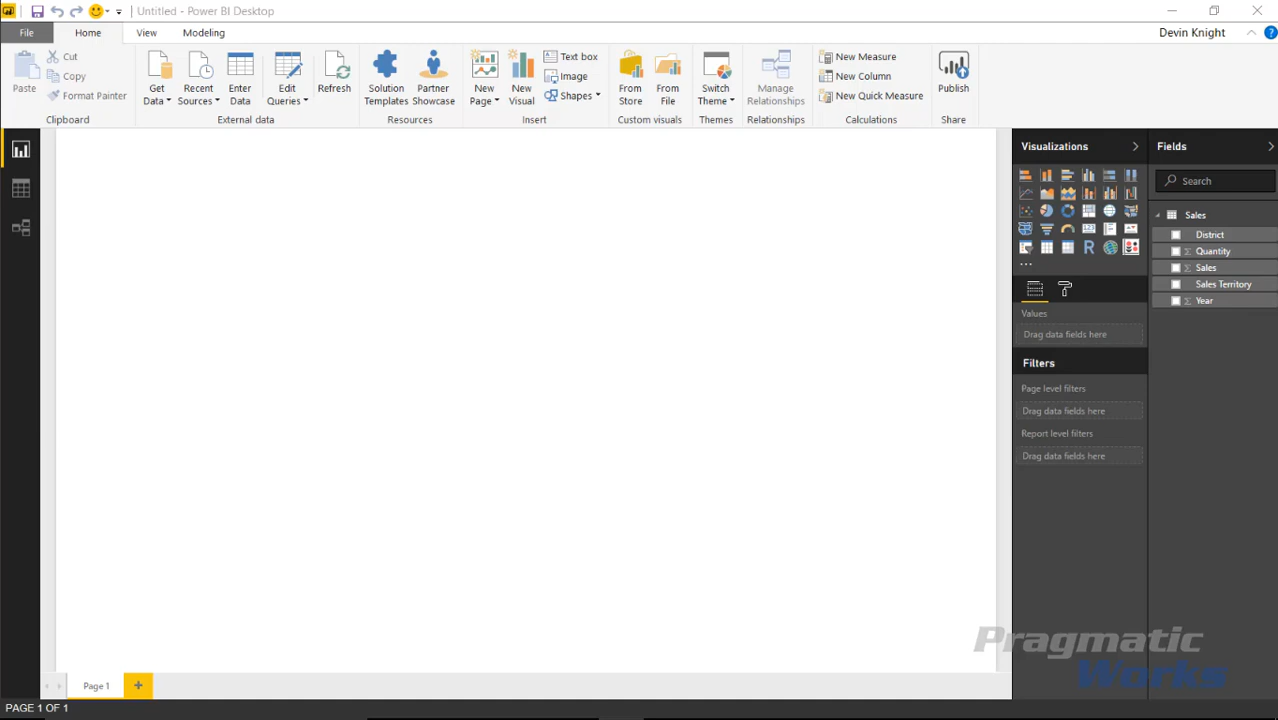 Untitled - Power BI Desktop
File
Home
View
Modeling
Devin Knight
Paste
Cut
Copy
Format Painter
Clipboard
Get Data
Recent Sources
Enter Data
Edit Queries
Refresh
External data
Solution Templates
Partner Showcase
Resources
New Page
New Visual
Text box
Image
Shapes
Insert
From Store
From File
Custom visuals
Switch Theme
Themes
Manage Relationships
Relationships
New Measure
New Column
New Quick Measure
Calculations
Publish
Share
Visualizations
R
Values
Drag data fields here
Filters
Page level filters
Drag data fields here
Report level filters
Drag data fields here
Fields
Search
Sales
District
Σ Quantity
Σ Sales
Sales Territory
Σ Year
Pragmatic
Works
Page 1
PAGE 1 OF 1